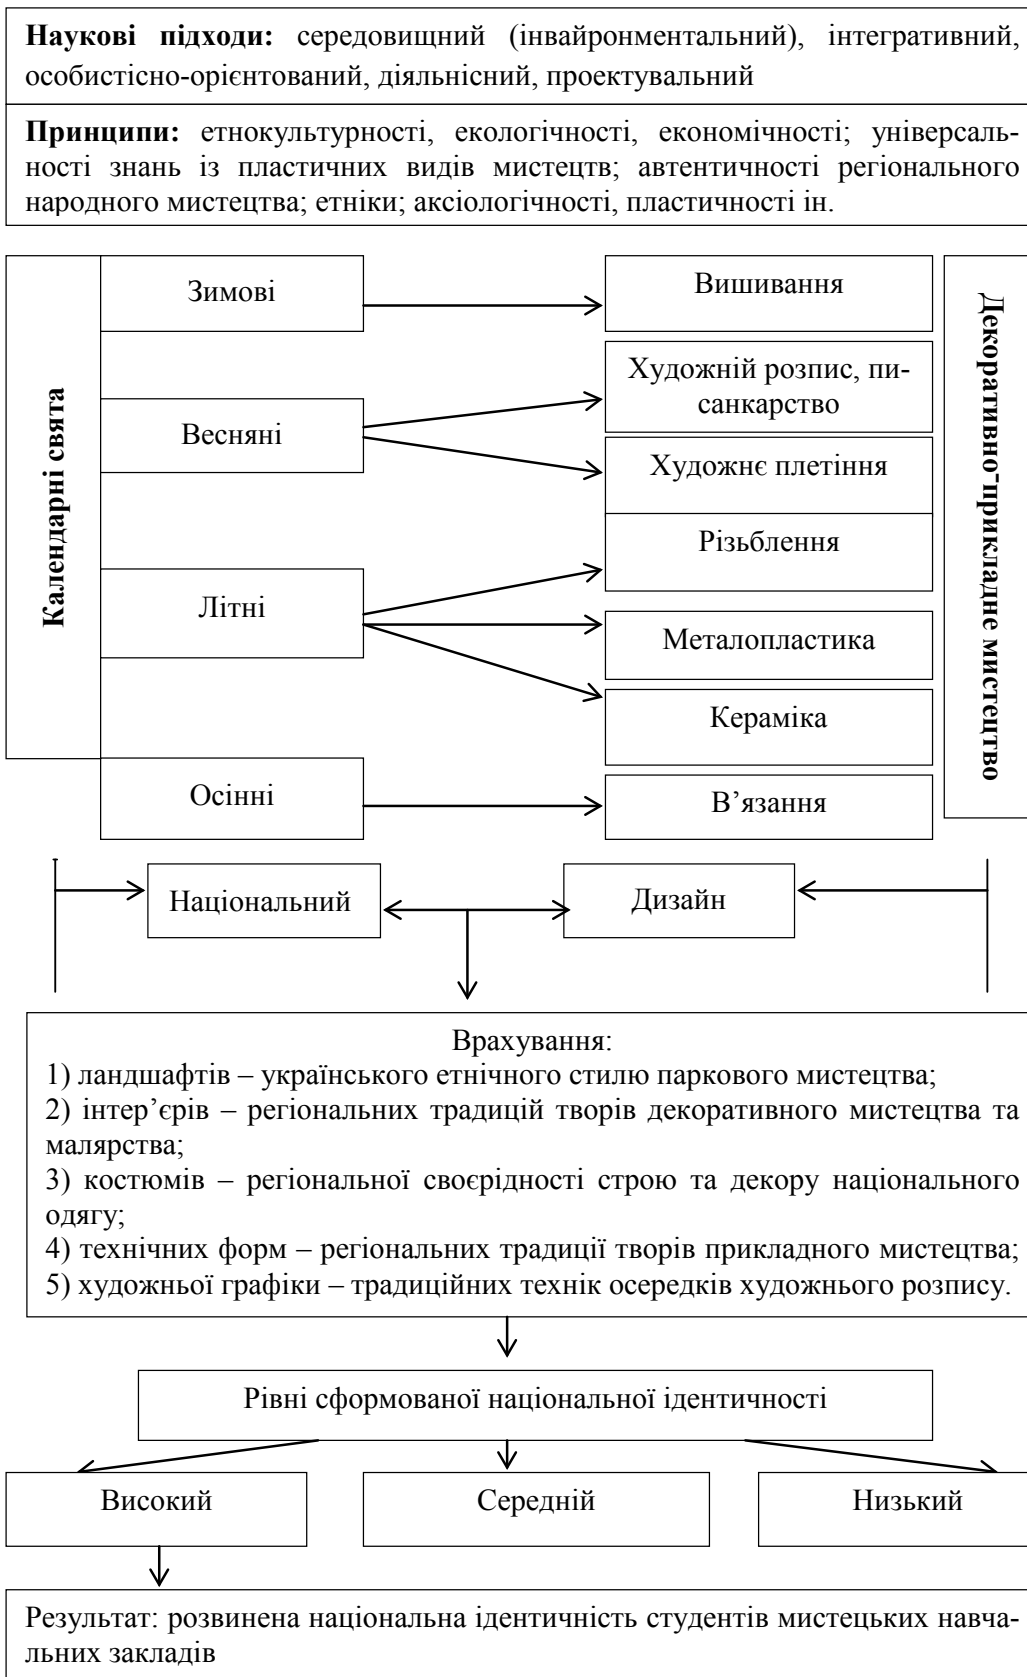 Наукові підходи: середовищний (інвайронментальний), інтегративний,
особистісно-орієнтований, діяльнісний, проектувальний
Принципи: етнокультурності, екологічності, економічності; універсаль-
ності знань із пластичних видів мистецтв; автентичності регіонального
народного мистецтва; етніки; аксіологічності, пластичності ін.
Календарні свята
Зимові
Весняні
Літні
Осінні
Вишивання
Художній розпис, пи-
санкарство
Художнє плетіння
Різьблення
Металопластика
Кераміка
В’язання
Декоративно-прикладне мистецтво
Національний
Дизайн
Врахування:
1) ландшафтів – українського етнічного стилю паркового мистецтва;
2) інтер’єрів – регіональних традицій творів декоративного мистецтва та
малярства;
3) костюмів – регіональної своєрідності строю та декору національного
одягу;
4) технічних форм – регіональних традиції творів прикладного мистецтва;
5) художньої графіки – традиційних технік осередків художнього розпису.
Рівні сформованої національної ідентичності
Високий
Середній
Низький
Результат: розвинена національна ідентичність студентів мистецьких навча-
льних закладів